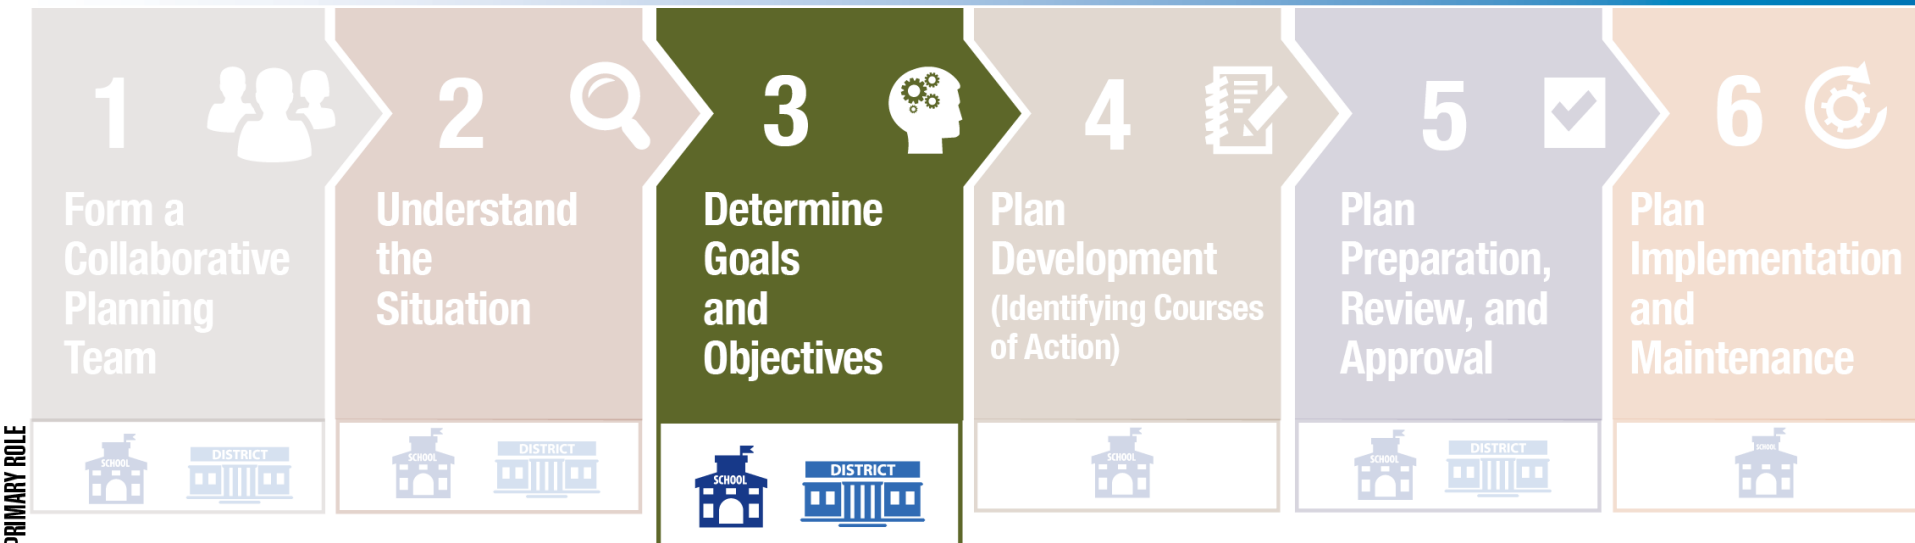 1
Form a
Collaborative
Planning
Team
2
Understand
the
Situation
3
Determine
Goals
and
Objectives
4
Plan
Development
(Identifying Courses
of Action)
5
Plan
Preparation,
Review, and
Approval
6
Plan
Implementation
and
Maintenance
PRIMARY ROLE
SCHOOL
DISTRICT
SCHOOL
DISTRICT
SCHOOL
DISTRICT
SCHOOL
SCHOOL
DISTRICT
SCHOOL